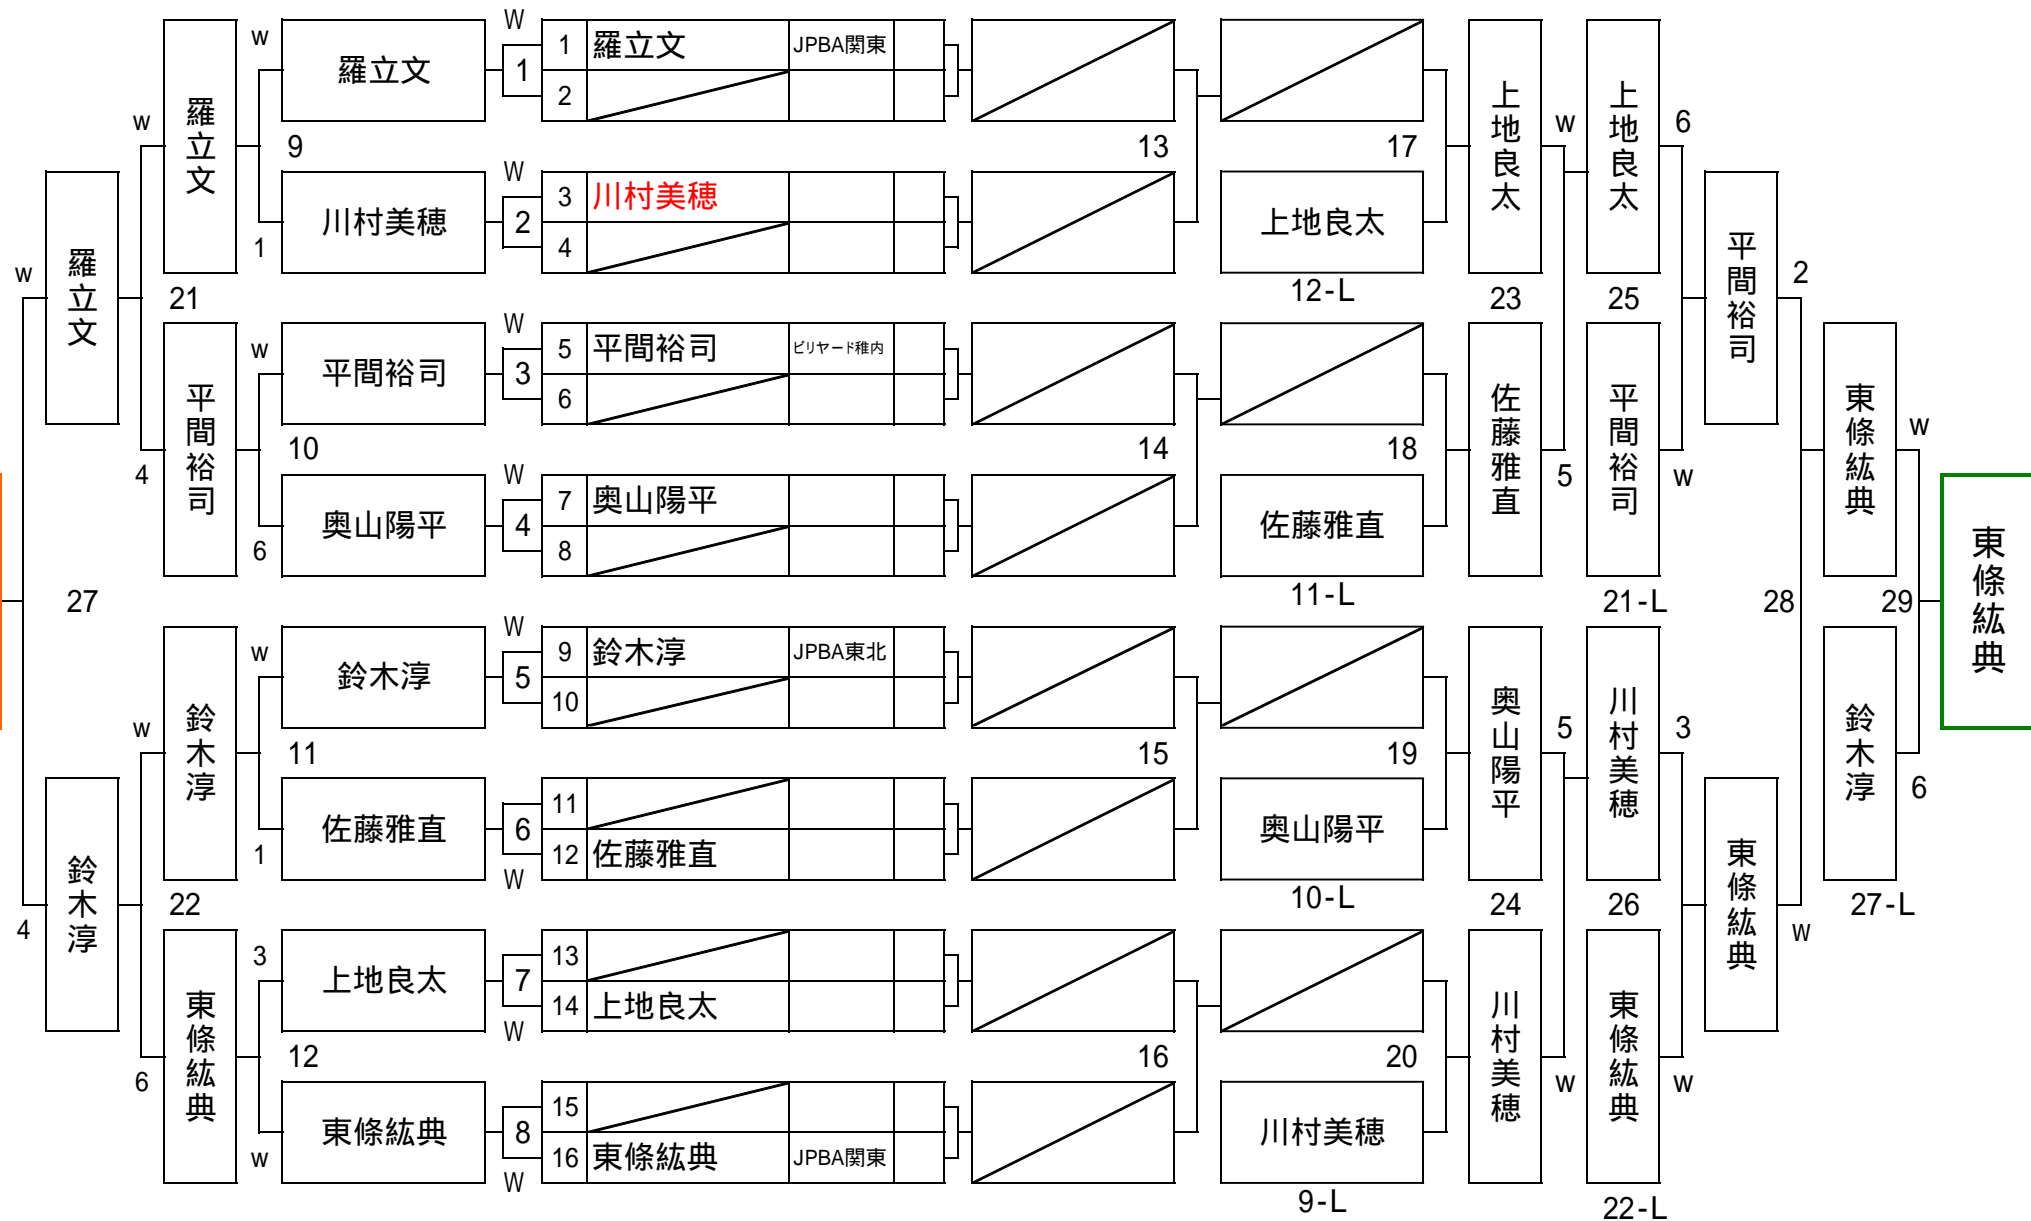 W
W
1
羅立文
JPBA関東
羅立文
1
2
羅立文
上地良太
W
上地良太
6
W
9
13
17
W
3
川村美穂
川村美穂
2
4
上地良太
1
羅立文
W
12-L
平間裕司
2
21
23
25
W
W
5
平間裕司
ビリヤード稚内
平間裕司
3
6
平間裕司
佐藤雅直
平間裕司
東條紘典
W
10
14
18
4
W
5
W
7
奥山陽平
奥山陽平
4
8
佐藤雅直
6
東條紘典
11-L
27
21-L
28
29
W
W
9
鈴木淳
JPBA東北
鈴木淳
5
10
鈴木淳
奥山陽平
川村美穂
鈴木淳
W
5
3
11
15
19
6
11
佐藤雅直
6
12
佐藤雅直
奥山陽平
1
W
鈴木淳
10-L
東條紘典
22
24
26
27-L
4
W
3
13
上地良太
7
14
上地良太
東條紘典
川村美穂
東條紘典
W
12
16
20
6
W
W
15
東條紘典
8
16
東條紘典
JPBA関東
川村美穂
W
W
9-L
22-L